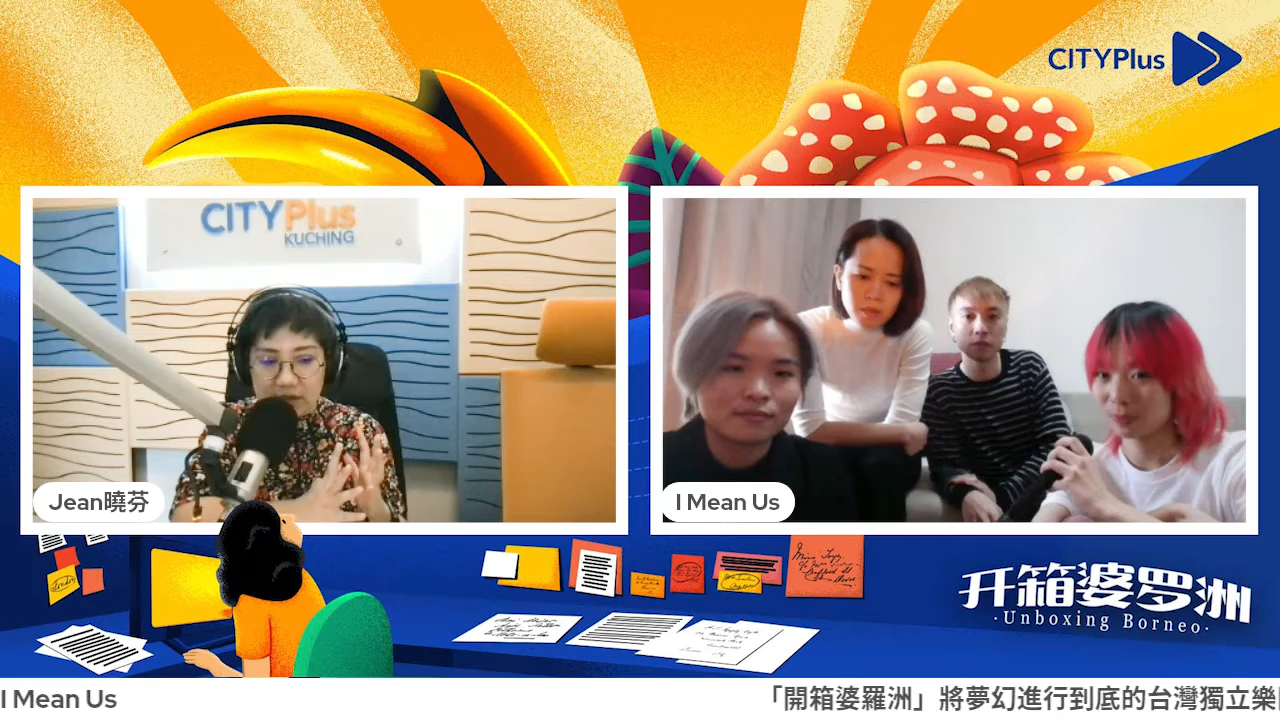 CITYPlus
CITYPlus
KUCHING
Jean曉芬
I Mean Us
开箱婆罗洲
·Unboxing Borneo·
I Mean Us
「開箱婆羅洲」將夢幻進行到底的台灣獨立樂